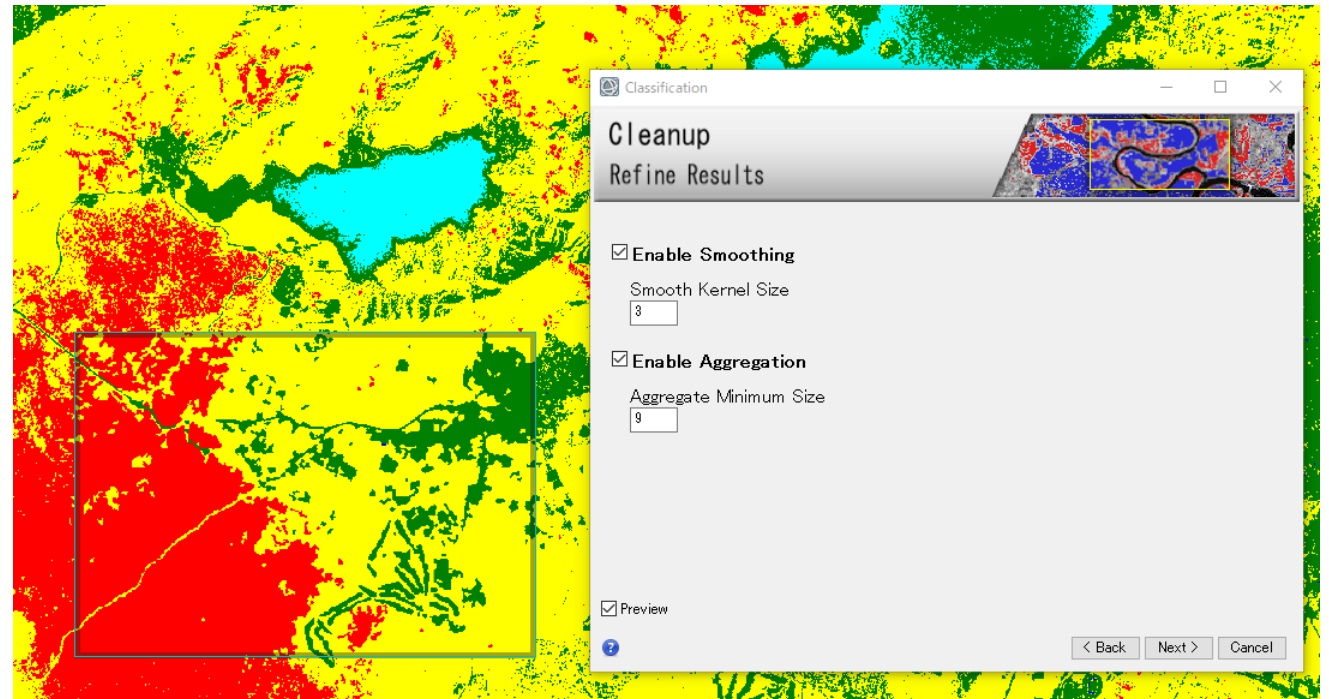 Classification
Cleanup
Refine Results
Enable Smoothing
Smooth Kernel Size
3
Enable Aggregation
Aggregate Minimum Size
9
Preview
?
< Back Next > Cancel